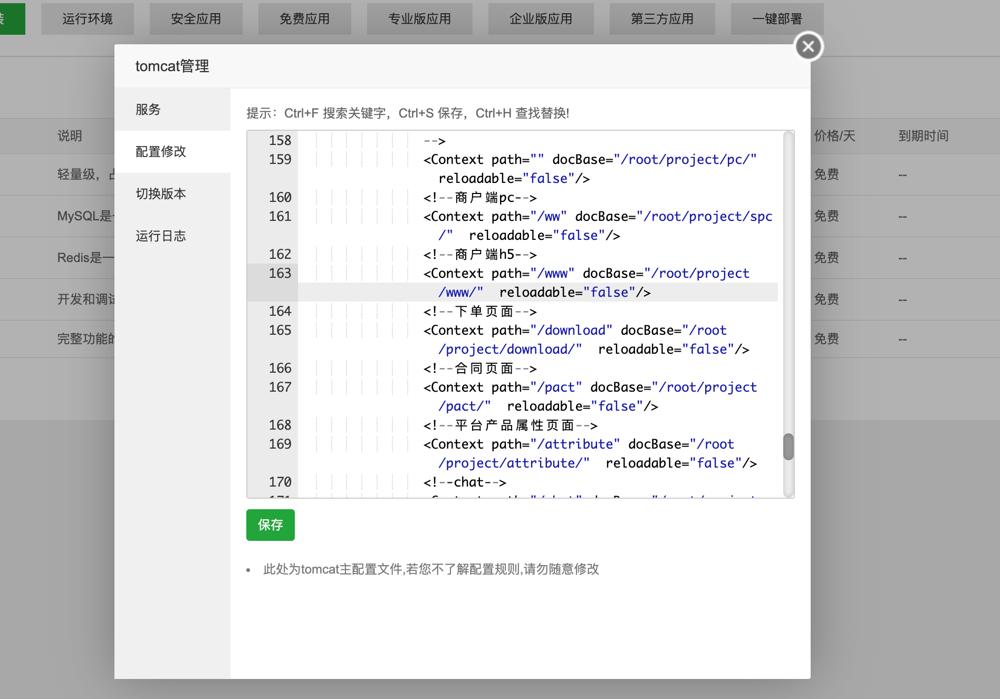 运行环境 安全应用 免费应用 专业版应用 企业版应用 第三方应用 一键部署
tomcat管理
服务
配置修改
切换版本
运行日志
提示：Ctrl+F 搜索关键字，Ctrl+S 保存，Ctrl+H 查找替换!
158 -->
159 <Context path="" docBase="/root/project/pc/"
reloadable="false"/>
160 <!--商户端pc-->
161 <Context path="/ww" docBase="/root/project/spc
/"  reloadable="false"/>
162 <!--商户端h5-->
163 <Context path="/www" docBase="/root/project
/www/"  reloadable="false"/>
164 <!--下单页面-->
165 <Context path="/download" docBase="/root
/project/download/"  reloadable="false"/>
166 <!--合同页面-->
167 <Context path="/pact" docBase="/root/project
/pact/"  reloadable="false"/>
168 <!--平台产品属性页面-->
169 <Context path="/attribute" docBase="/root
/project/attribute/"  reloadable="false"/>
170 <!--chat-->
保存
此处为tomcat主配置文件,若您不了解配置规则,请勿随意修改
说明 价格/天 到期时间
轻量级， 免费 --
MySQL是 免费 --
Redis是一 免费 --
开发和调试 免费 --
完整功能的 免费 --